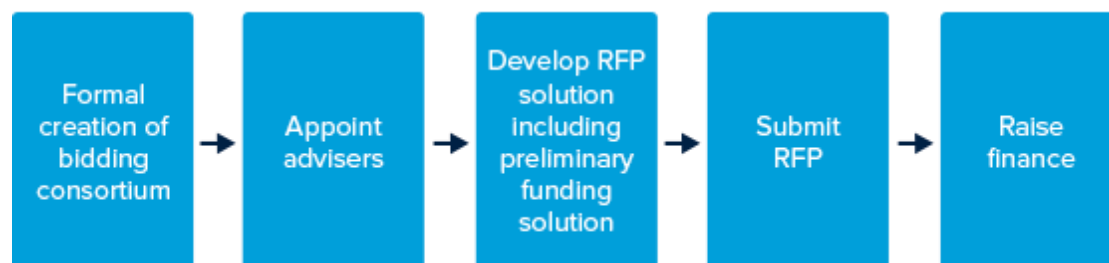 Formal
creation of
bidding
consortium
Appoint
advisers
Develop RFP
solution
including
preliminary
funding
solution
Submit
RFP
Raise
finance